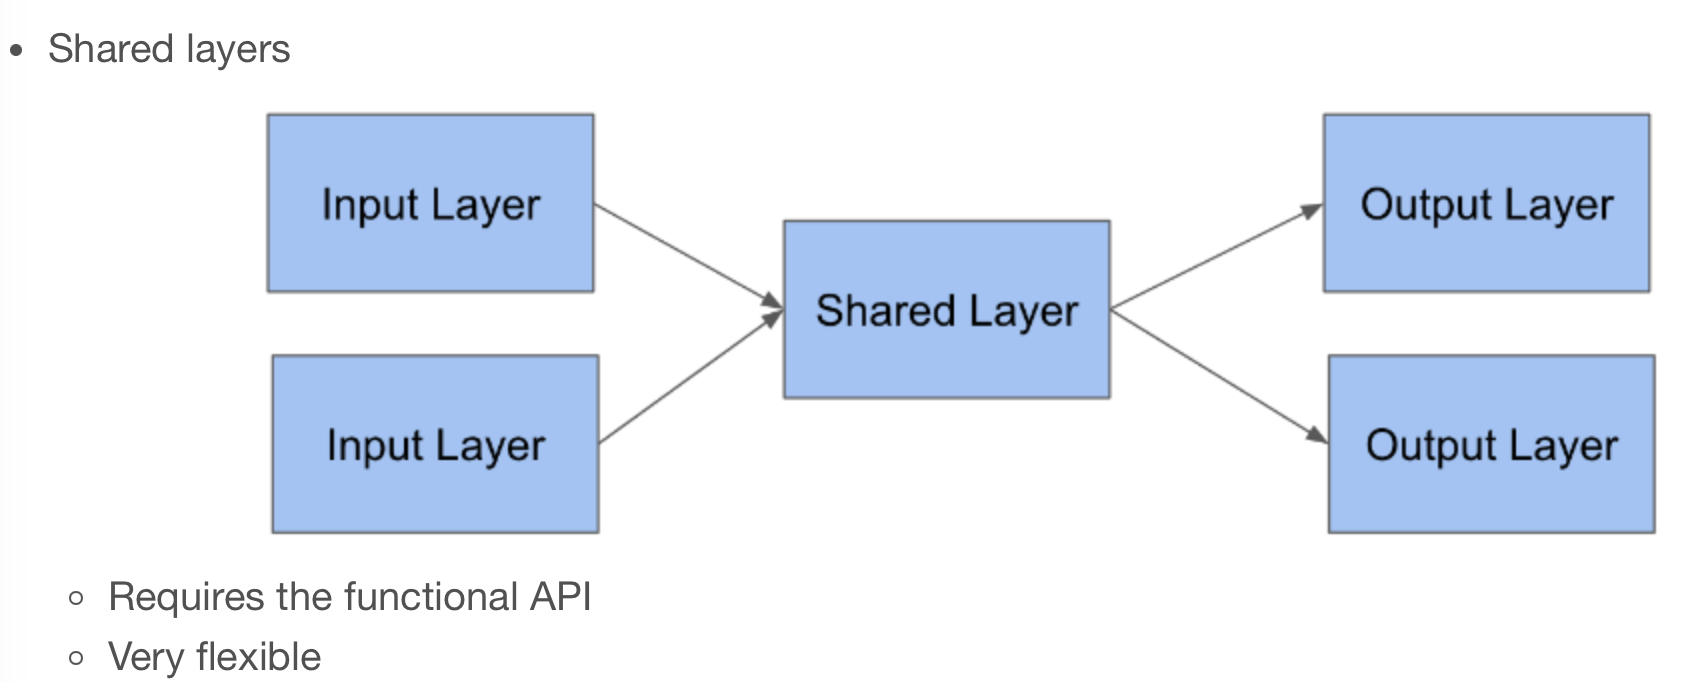 • Shared layers
Input Layer
Output Layer
Shared Layer
Input Layer
Output Layer
○ Requires the functional API
○ Very flexible